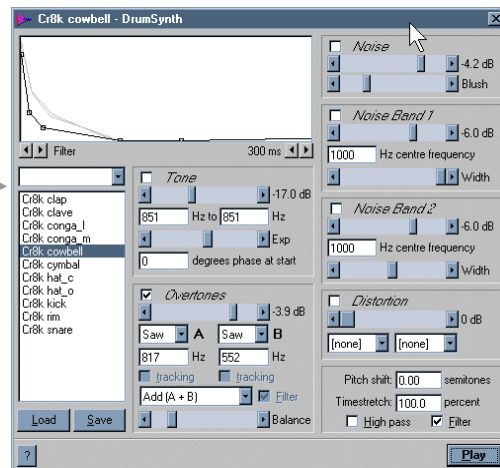 Cr8k cowbell - DrumSynth
Filter
300 ms
Cr8k clap
Cr8k clave
Cr8k conga_l
Cr8k conga_m
Cr8k cowbell
Cr8k cymbal
Cr8k hat_c
Cr8k hat_o
Cr8k kick
Cr8k rim
Cr8k snare
Load Save
?
Tone
-17.0 dB
851 Hz to 851 Hz
Exp
0 degrees phase at start
Overtones
-3.9 dB
Saw A Saw B
817 Hz 552 Hz
tracking tracking
Add (A + B) Filter
Balance
Noise
-4.2 dB
Blush
Noise Band 1
-6.0 dB
1000 Hz centre frequency
Width
Noise Band 2
-6.0 dB
1000 Hz centre frequency
Width
Distortion
0 dB
[none] [none]
Pitch shift: 0.00 semitones
Timestretch: 100.0 percent
High pass Filter
Play